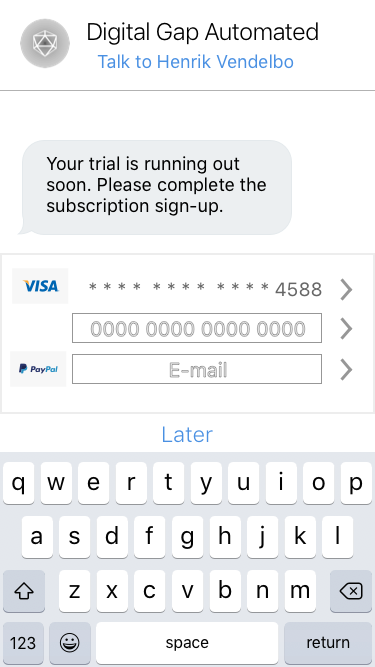 Digital Gap Automated
Talk to Henrik Vendelbo
Your trial is running out
soon. Please complete the
subscription sign-up.
VISA * * * * * * * * * * * * 4588
0000 0000 0000 0000
PayPal E-mail
Later
q w e r t y u i o p
a s d f g h j k l
z x c v b n m
123 space return